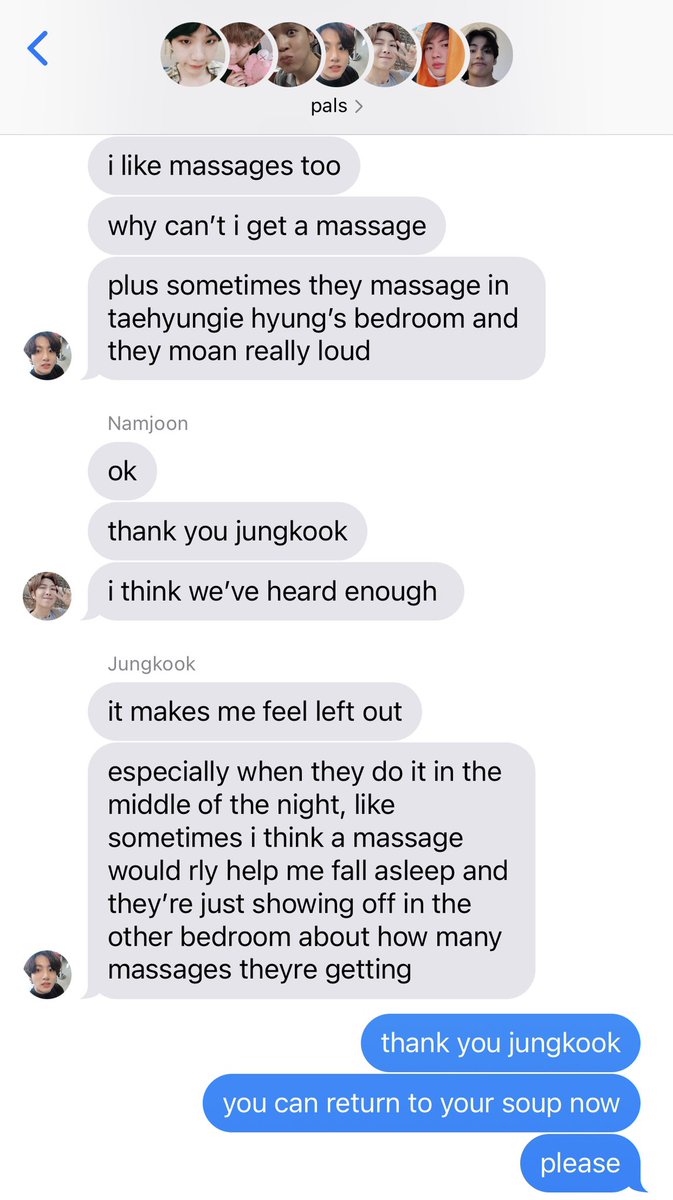 pals
i like massages too
why can’t i get a massage
plus sometimes they massage in
taehyungie hyung’s bedroom and
they moan really loud
Namjoon
ok
thank you jungkook
i think we’ve heard enough
Jungkook
it makes me feel left out
especially when they do it in the
middle of the night, like
sometimes i think a massage
would rly help me fall asleep and
they’re just showing off in the
other bedroom about how many
massages theyre getting
thank you jungkook
you can return to your soup now
please